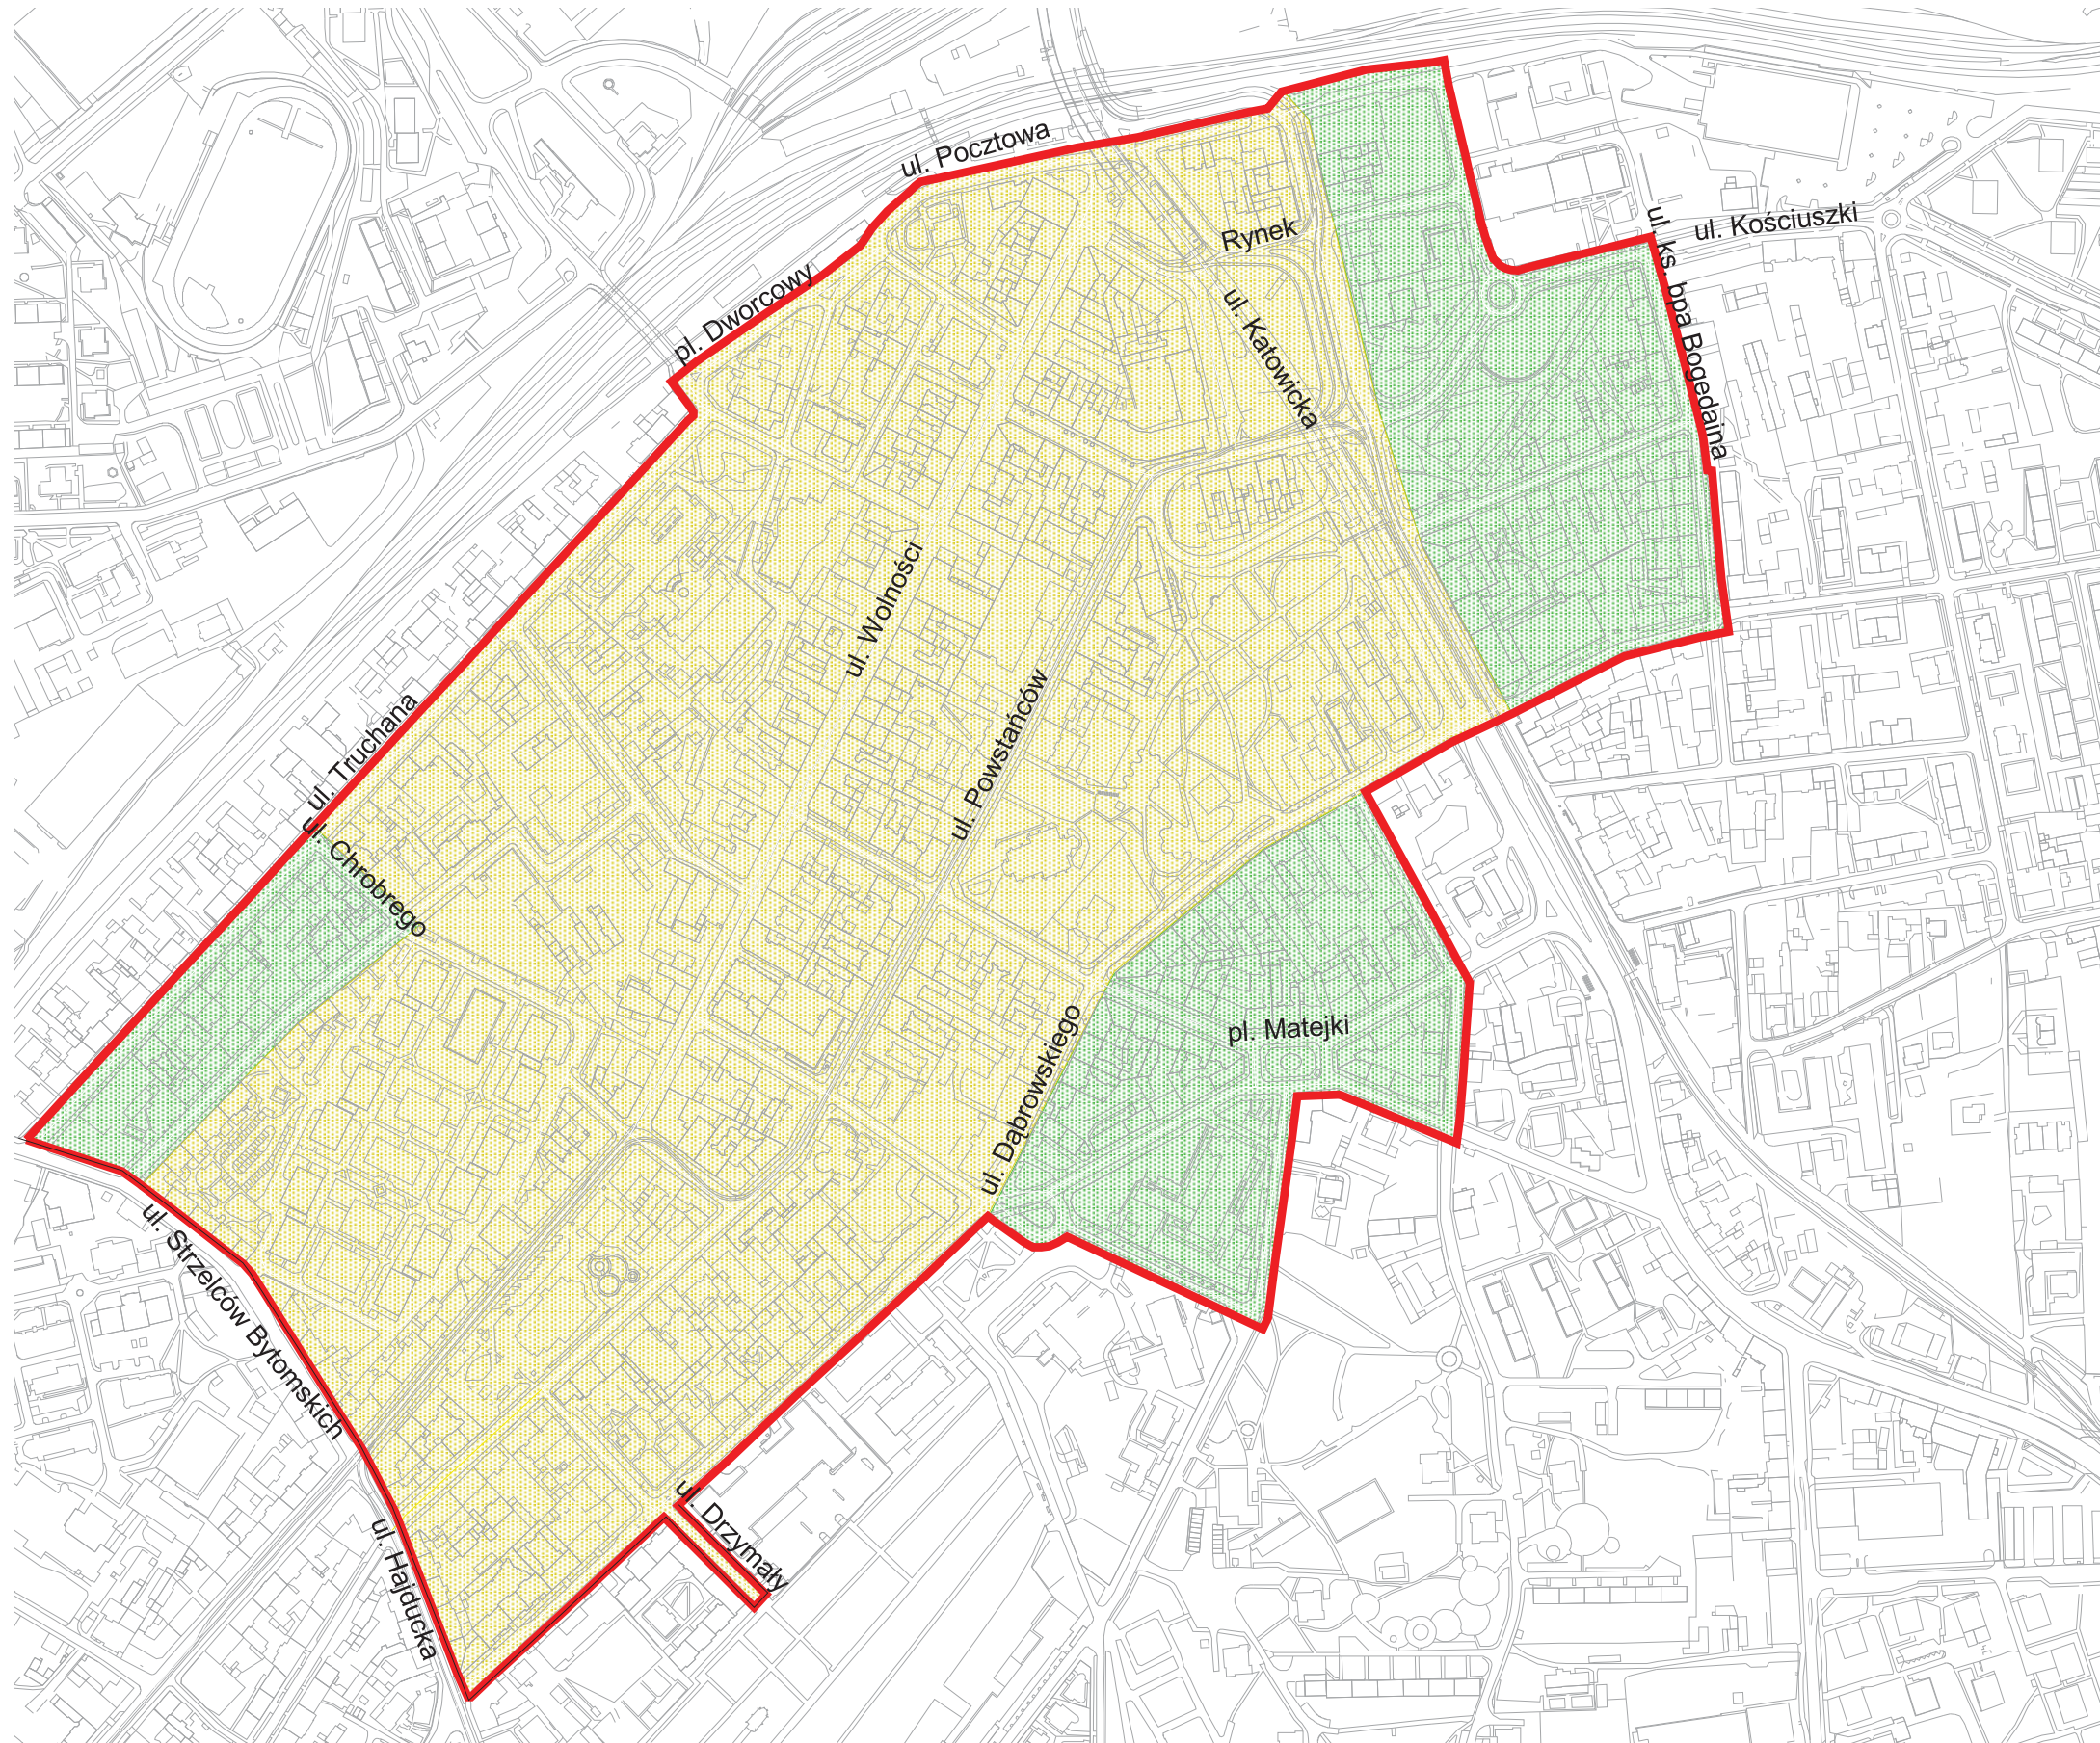 ul. Pocztowa
Rynek
ul. Kościuszki
ul. ks. bpa Bogedaina
pl. Dworcowy
ul. Katowicka
ul. Wolności
ul. Powstańców
ul. Truchana
ul. Chrobrego
pl. Matejki
ul. Dąbrowskiego
ul. Strzelców Bytomskich
ul. Drzymały
ul. Hajducka